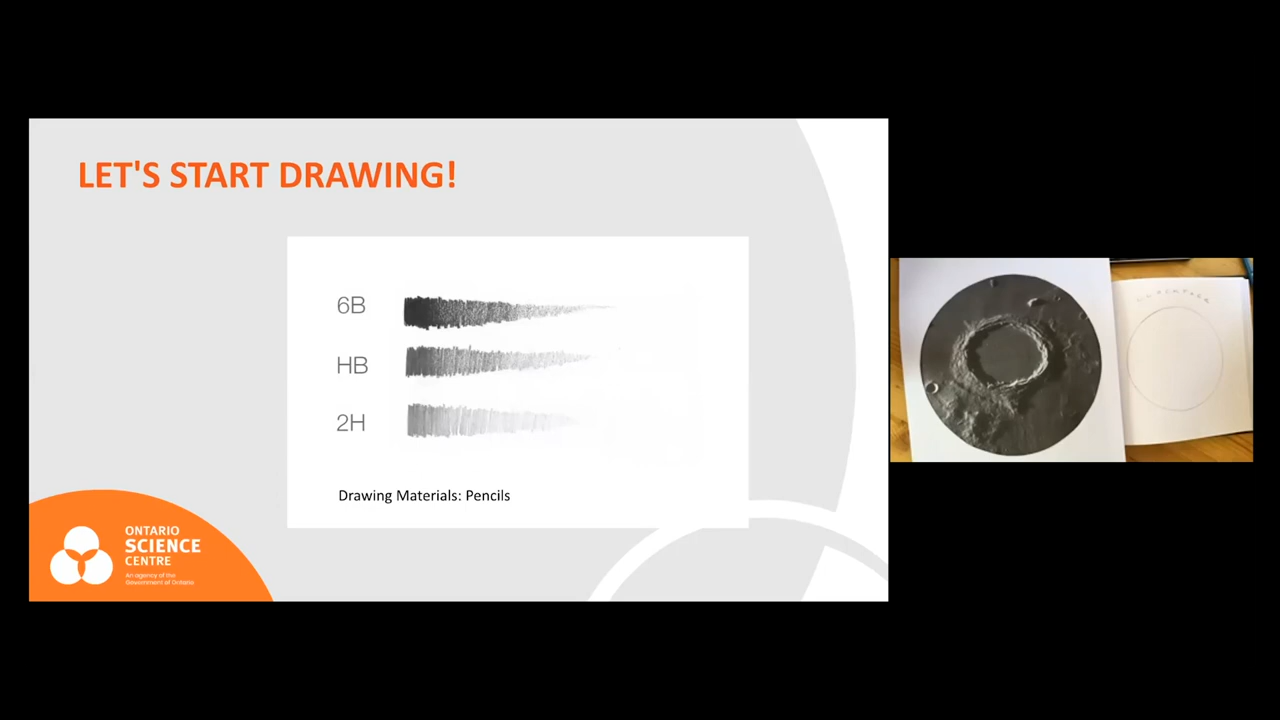 LET'S START DRAWING!
6B
HB
2H
Drawing Materials: Pencils
ONTARIO
SCIENCE
CENTRE
An agency of the
Government of Ontario